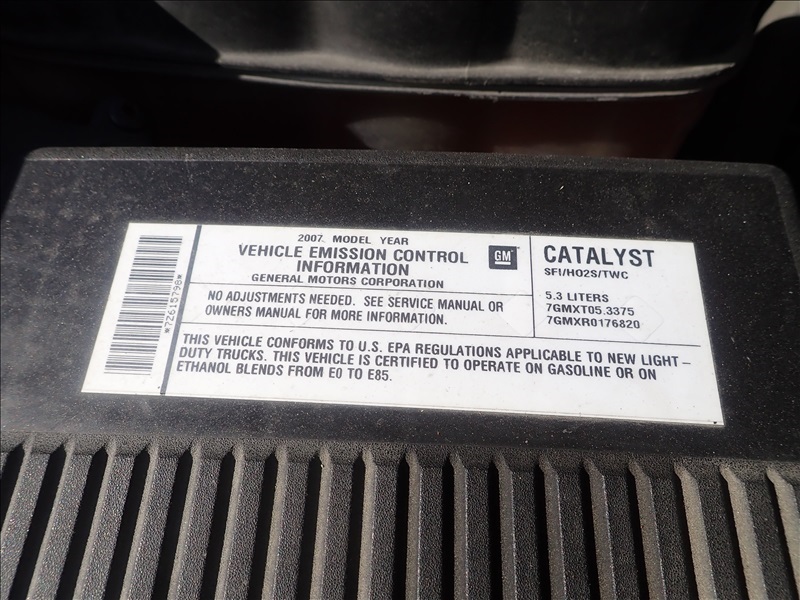 *72615798*
2007. MODEL YEAR
VEHICLE EMISSION CONTROL
INFORMATION
GENERAL MOTORS CORPORATION
GM
NO ADJUSTMENTS NEEDED. SEE SERVICE MANUAL OR
OWNERS MANUAL FOR MORE INFORMATION.
CATALYST
SFI/HO2S/TWC
5.3 LITERS
7GMXT05.3375
7GMXR0176820
THIS VEHICLE CONFORMS TO U.S. EPA REGULATIONS APPLICABLE TO NEW LIGHT-
DUTY TRUCKS. THIS VEHICLE IS CERTIFIED TO OPERATE ON GASOLINE OR ON
ETHANOL BLENDS FROM E0 TO E85.